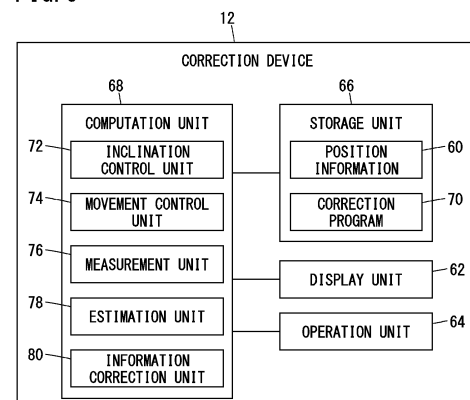 12
CORRECTION DEVICE
68
COMPUTATION UNIT
72
INCLINATION
CONTROL UNIT
74
MOVEMENT CONTROL
UNIT
76
MEASUREMENT UNIT
78
ESTIMATION UNIT
80
INFORMATION
CORRECTION UNIT
66
STORAGE UNIT
POSITION
INFORMATION
60
CORRECTION
PROGRAM
70
DISPLAY UNIT
62
OPERATION UNIT
64